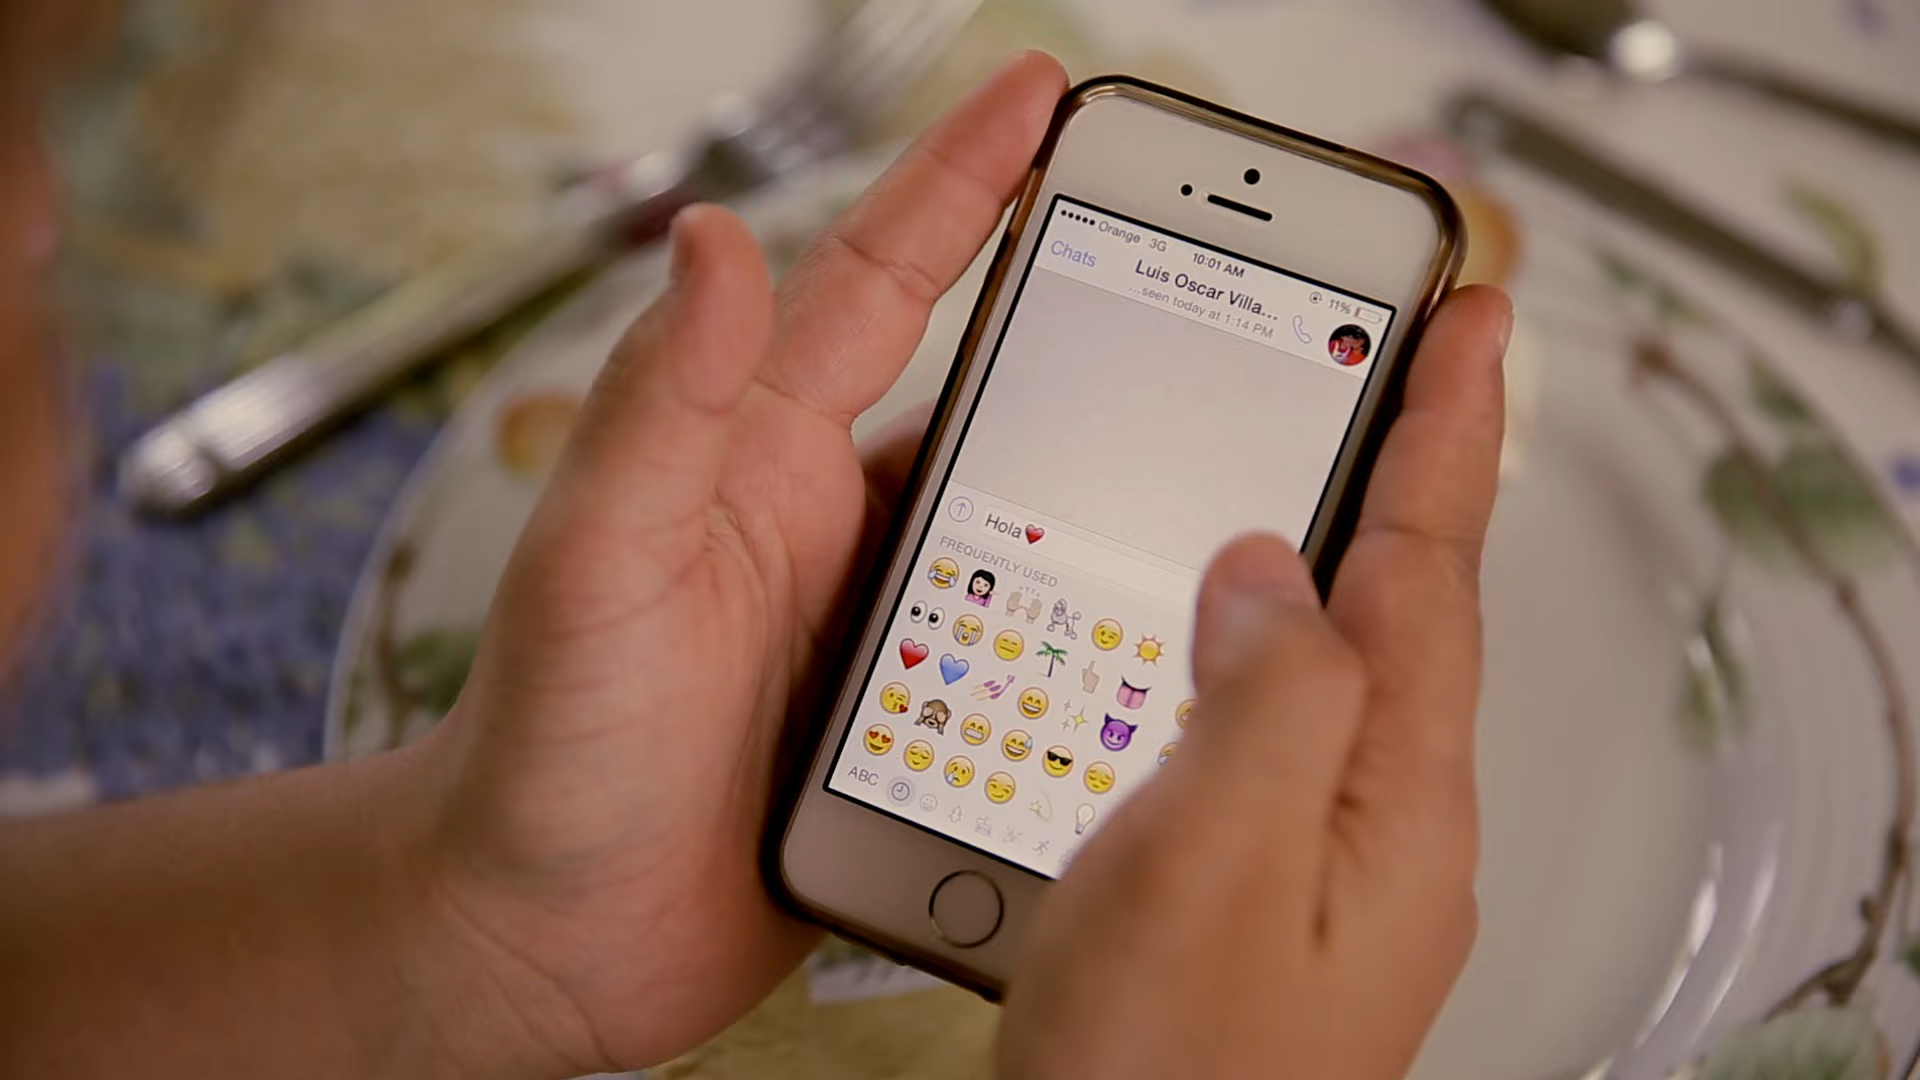 Orange 3G 10:01 AM 11%
Chats Luis Oscar Villa...
...seen today at 1:14 PM
Hola❤️
FREQUENTLY USED
ABC